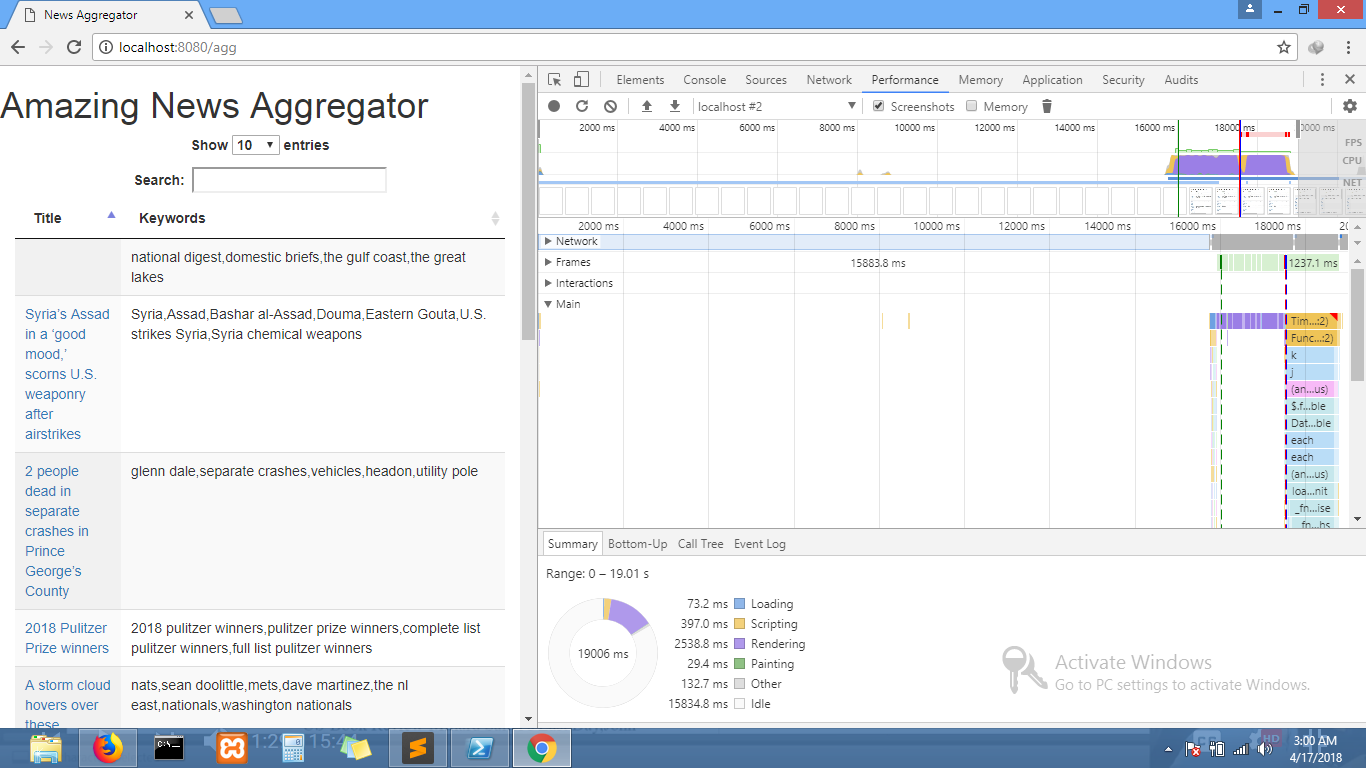 News Aggregator
localhost:8080/agg
Amazing News Aggregator
Show 10 entries
Search:
Title Keywords
national digest,domestic briefs,the gulf coast,the great
lakes
Syria's Assad
in a 'good
mood,'
scorns U.S.
weaponry
after
airstrikes
Syria,Assad,Bashar al-Assad,Douma,Eastern Gouta,U.S.
strikes Syria,Syria chemical weapons
2 people
dead in
separate
crashes in
Prince
George's
County
glenn dale,separate crashes,vehicles,headon,utility pole
2018 Pulitzer
Prize winners
2018 pulitzer winners,pulitzer prize winners,complete list
pulitzer winners,full list pulitzer winners
A storm cloud
hovers over
these
nats,sean doolittle,mets,dave martinez,the nl
east,nationals,washington nationals
Elements Console Sources Network Performance Memory Application Security Audits
localhost #2 Screenshots Memory
2000 ms 4000 ms 6000 ms 8000 ms 10000 ms 12000 ms 14000 ms 16000 ms 18000 ms
FPS
CPU
NET
2000 ms 4000 ms 6000 ms 8000 ms 10000 ms 12000 ms 14000 ms 16000 ms 18000 ms
Network
Frames 15883.8 ms 1237.1 ms
Interactions
Main
Tim...:2)
Func...:2)
k
j
(an...us)
$.f...ble
Dat...ble
each
each
(an...us)
loa...nit
_fn...ise
_fn...hs
Summary Bottom-Up Call Tree Event Log
Range: 0 – 19.01 s
19006 ms
73.2 ms Loading
397.0 ms Scripting
2538.8 ms Rendering
29.4 ms Painting
132.7 ms Other
15834.8 ms Idle
Activate Windows
Go to PC settings to activate Windows.
C:\_
HD
3:00 AM
4/17/2018